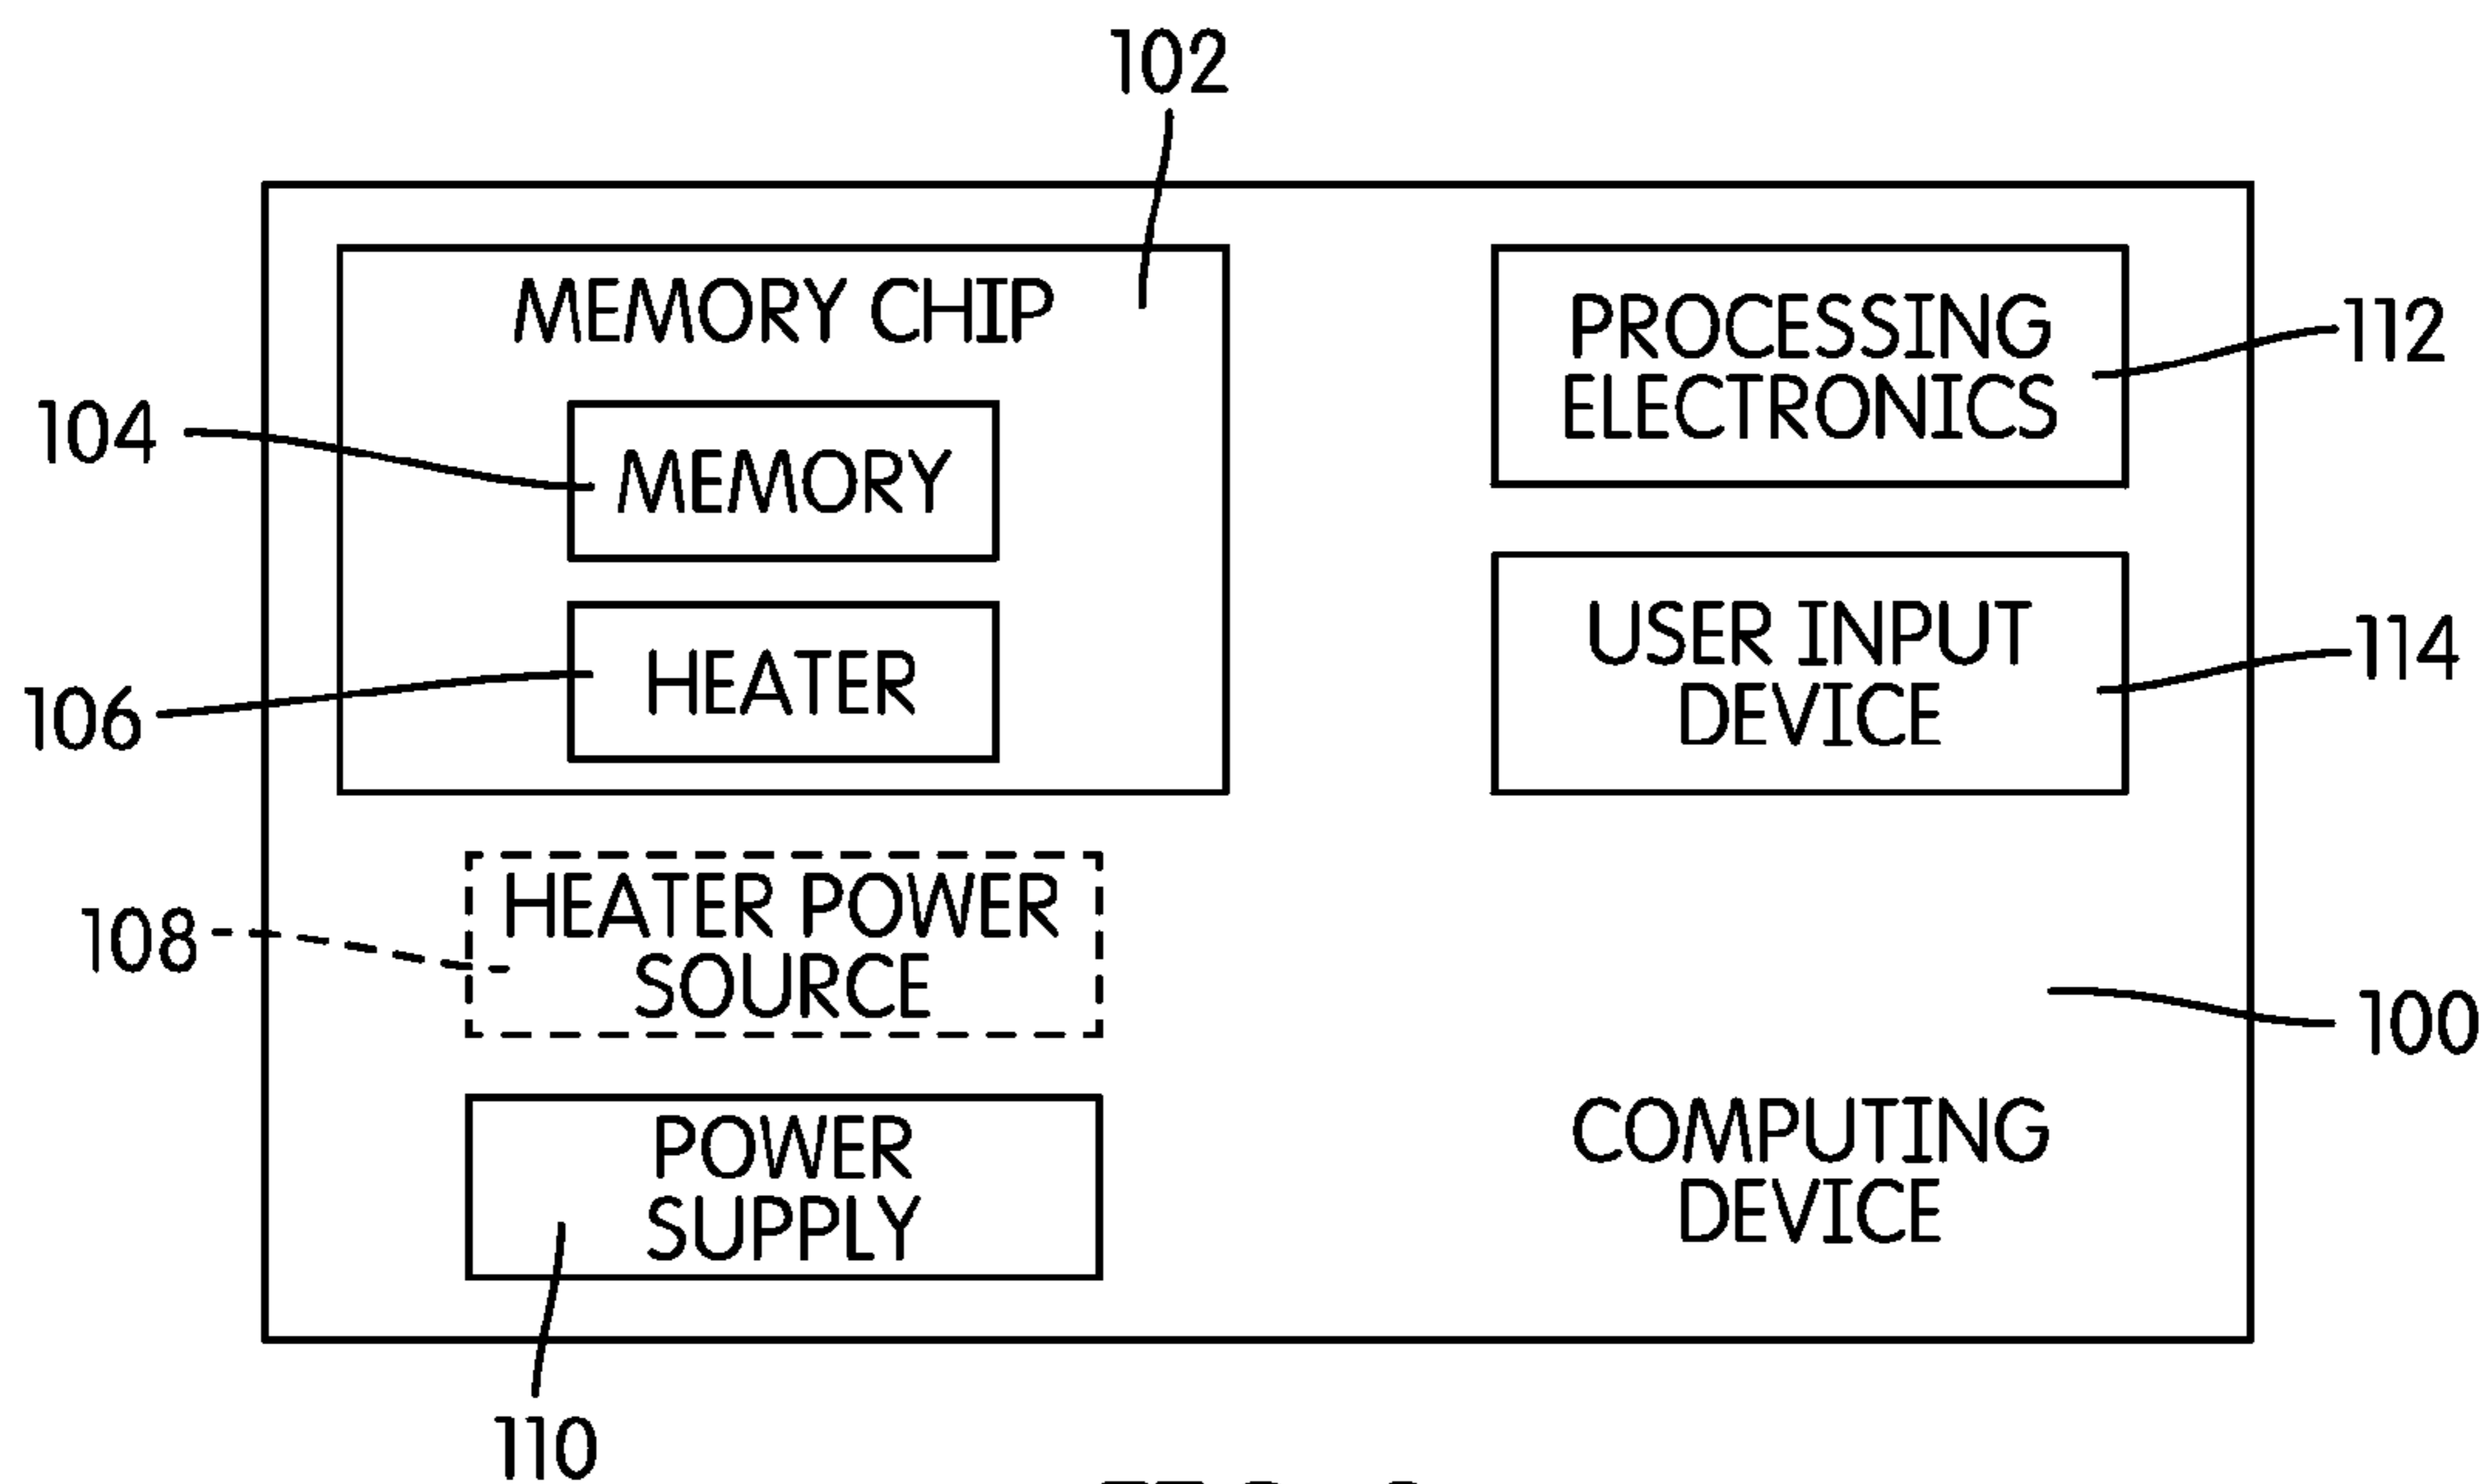 102
MEMORY CHIP
PROCESSING
ELECTRONICS
112
104
MEMORY
USER INPUT
DEVICE
114
106
HEATER
108
HEATER POWER
SOURCE
100
POWER
SUPPLY
COMPUTING
DEVICE
110